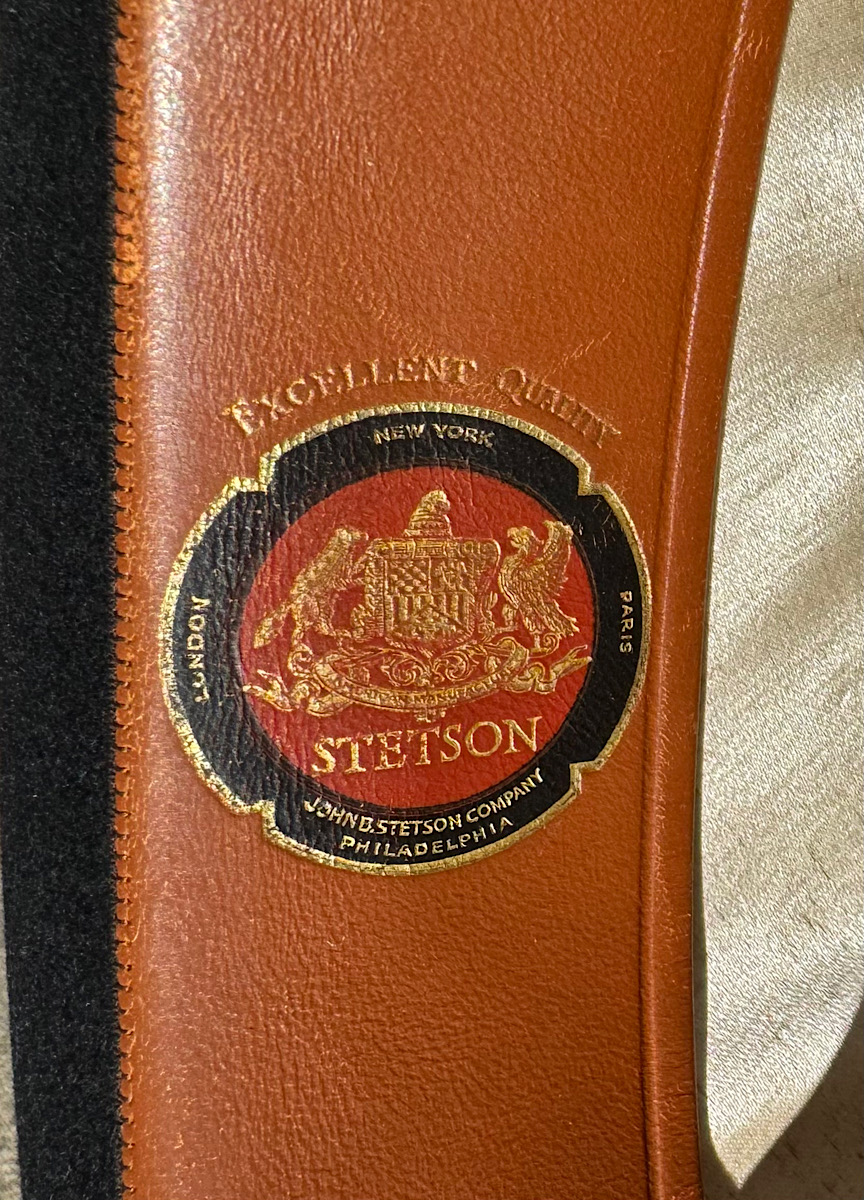 EXCELLENT QUALITY
NEW YORK
LONDON
PARIS
STETSON
JOHN B. STETSON COMPANY
PHILADELPHIA